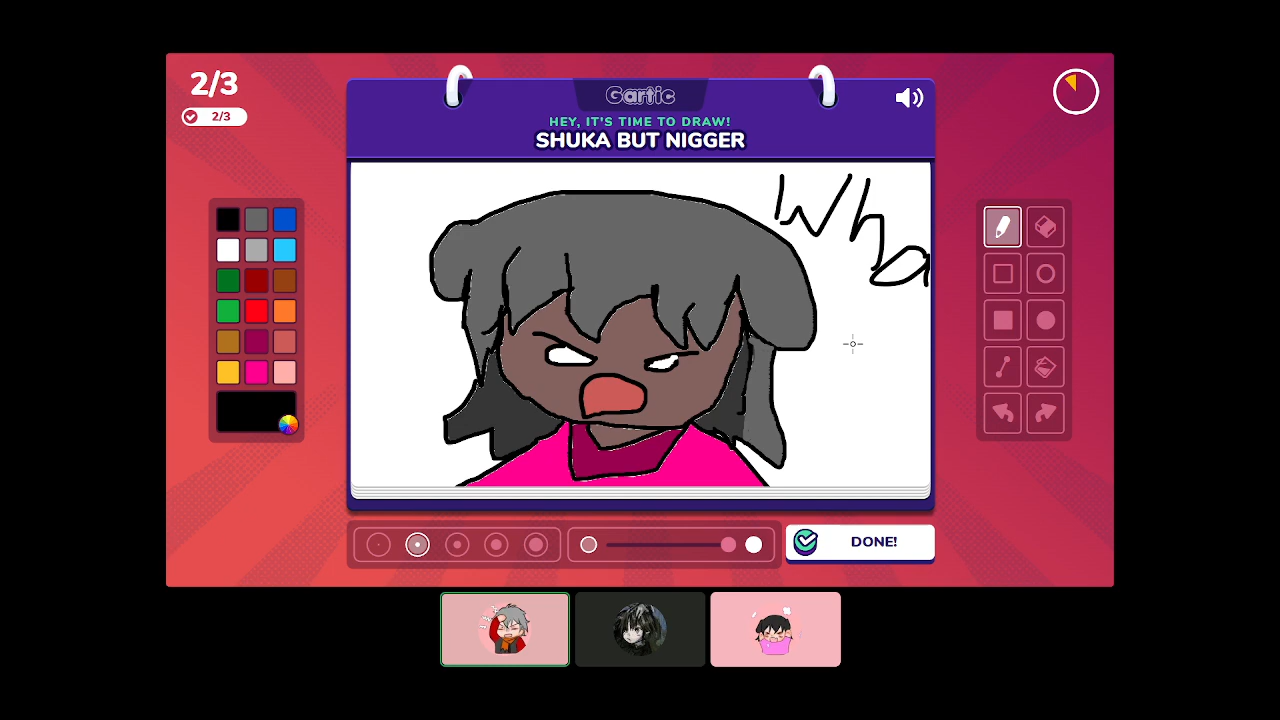 2/3
2/3
Gartic
HEY, IT'S TIME TO DRAW!
SHUKA BUT NIGGER
Wha
DONE!